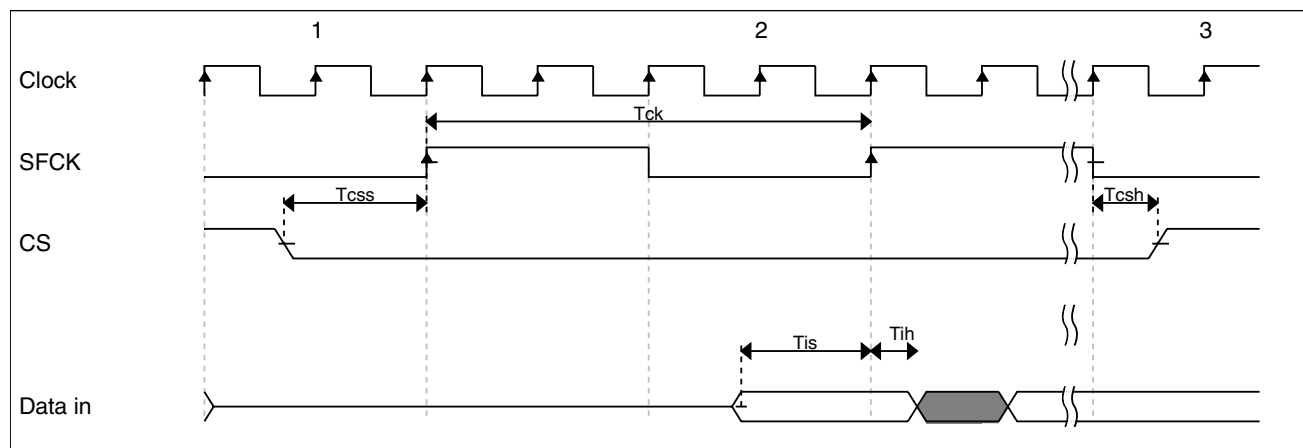 1 2 3
Clock
Tck
SFCK
Tcss Tcsh
CS
Tis Tih
Data in